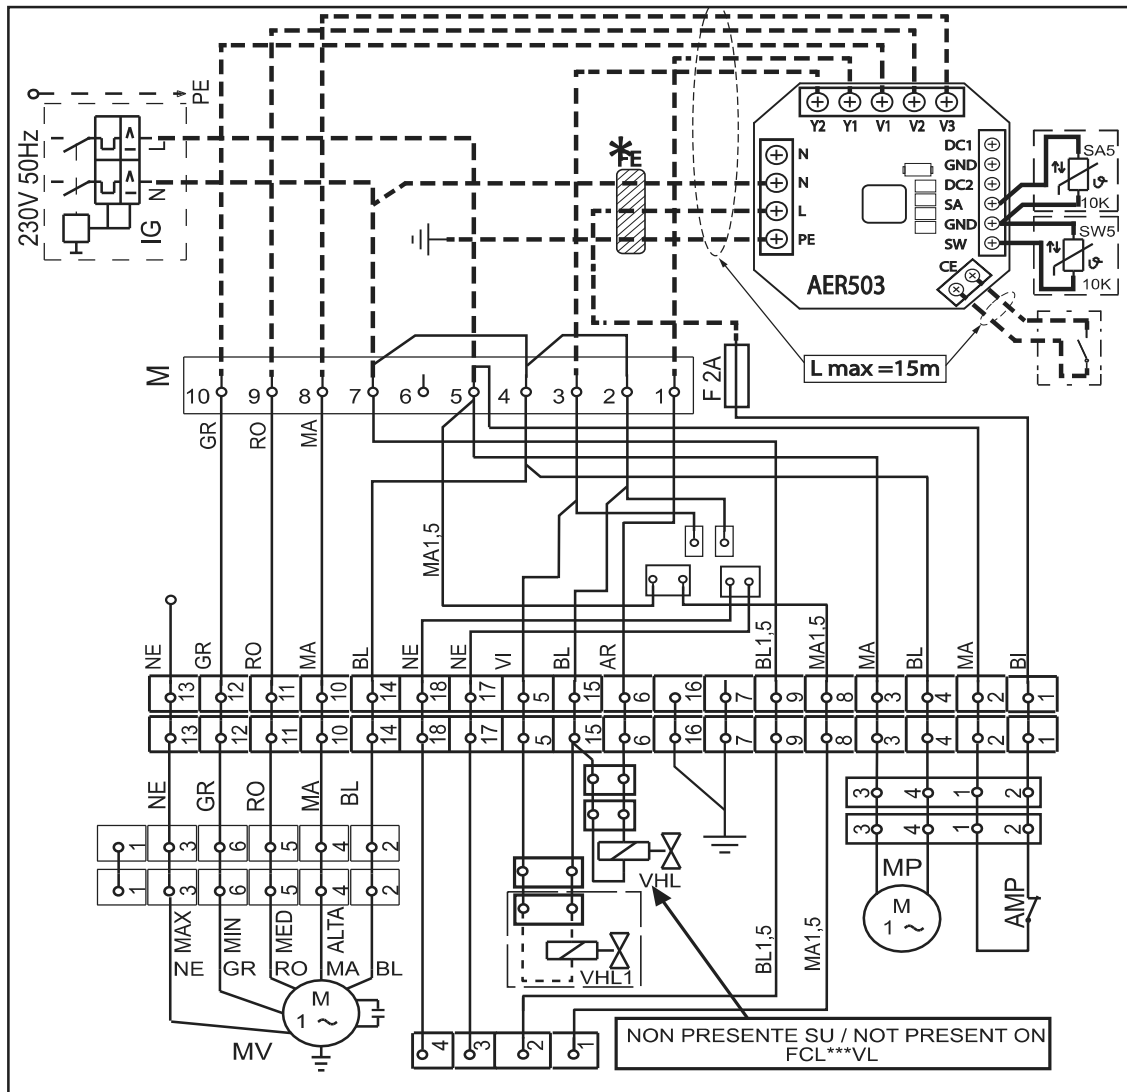 Y2 Y1 V1 V2 V3
N
N
L
PE
DC1
GND
DC2
SA
GND
SW
CE
AER503
SA5
10K
SW5
10K
PE
230V 50Hz
L
N
IG
*
FE
L max =15m
F 2A
M
10 9 8 7 6 5 4 3 2 1
GR RO MA
MA1,5
NE GR RO MA BL NE NE VI BL AR BL1,5 MA1,5 MA BL MA BI
13 12 11 10 14 18 17 5 15 6 16 7 9 8 3 4 2 1
13 12 11 10 14 18 17 5 15 6 16 7 9 8 3 4 2 1
NE GR RO MA BL
3 4 1 2
3 4 1 2
1 3 6 5 4 2
1 3 6 5 4 2
MAX MIN MED ALTA
NE GR RO MA BL
M
1 ~
MV
VHL
VHL1
BL1,5 MA1,5
MP
M
1 ~
AMP
4 3 2 1
NON PRESENTE SU / NOT PRESENT ON
FCL***VL